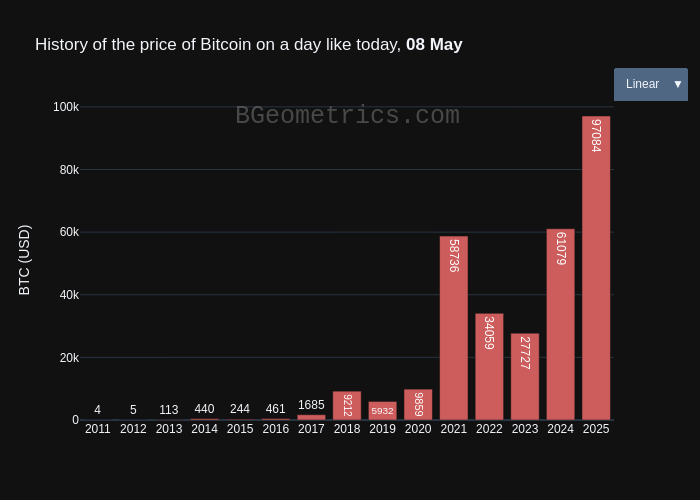 History of the price of Bitcoin on a day like today, 08 May
Linear ▼
BGeometrics.com
BTC (USD)
100k
80k
60k
40k
20k
0
4 5 113 440 244 461 1685 9212 5932 9859 58736 34059 27727 61079 97084
2011 2012 2013 2014 2015 2016 2017 2018 2019 2020 2021 2022 2023 2024 2025